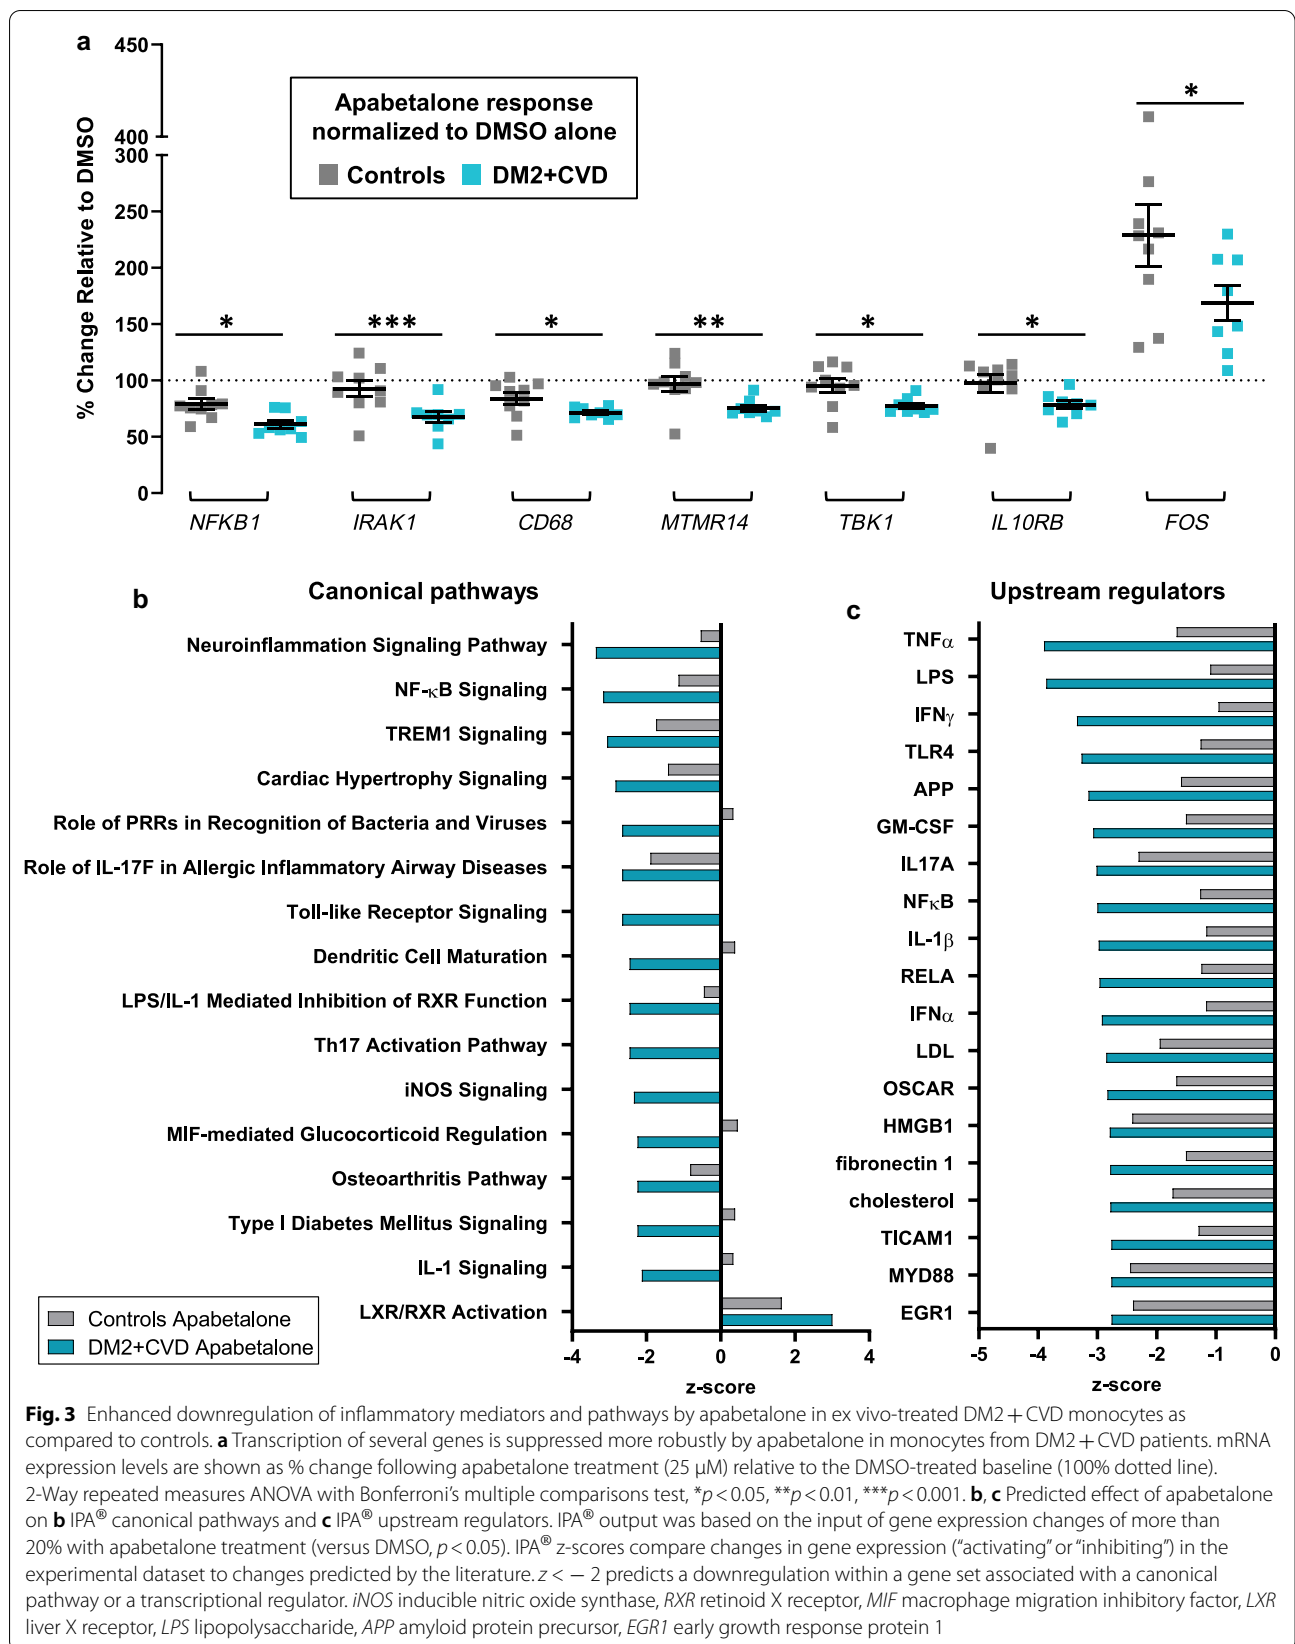 a
450
400
300
250
200
150
100
50
0
% Change Relative to DMSO
Apabetalone response
normalized to DMSO alone
Controls DM2+CVD
* *** * ** * * *
NFKB1 IRAK1 CD68 MTMR14 TBK1 IL10RB FOS
b Canonical pathways
Neuroinflammation Signaling Pathway
NF-κB Signaling
TREM1 Signaling
Cardiac Hypertrophy Signaling
Role of PRRs in Recognition of Bacteria and Viruses
Role of IL-17F in Allergic Inflammatory Airway Diseases
Toll-like Receptor Signaling
Dendritic Cell Maturation
LPS/IL-1 Mediated Inhibition of RXR Function
Th17 Activation Pathway
iNOS Signaling
MIF-mediated Glucocorticoid Regulation
Osteoarthritis Pathway
Type I Diabetes Mellitus Signaling
IL-1 Signaling
LXR/RXR Activation
Controls Apabetalone
DM2+CVD Apabetalone
-4 -2 0 2 4
z-score
c Upstream regulators
TNFα
LPS
IFNγ
TLR4
APP
GM-CSF
IL17A
NFκB
IL-1β
RELA
IFNα
LDL
OSCAR
HMGB1
fibronectin 1
cholesterol
TICAM1
MYD88
EGR1
-5 -4 -3 -2 -1 0
z-score
Fig. 3 Enhanced downregulation of inflammatory mediators and pathways by apabetalone in ex vivo-treated DM2 + CVD monocytes as
compared to controls. a Transcription of several genes is suppressed more robustly by apabetalone in monocytes from DM2 + CVD patients. mRNA
expression levels are shown as % change following apabetalone treatment (25 μM) relative to the DMSO-treated baseline (100% dotted line).
2-Way repeated measures ANOVA with Bonferroni's multiple comparisons test, *p < 0.05, **p < 0.01, ***p < 0.001. b, c Predicted effect of apabetalone
on b IPA® canonical pathways and c IPA® upstream regulators. IPA® output was based on the input of gene expression changes of more than
20% with apabetalone treatment (versus DMSO, p < 0.05). IPA® z-scores compare changes in gene expression (“activating” or “inhibiting”) in the
experimental dataset to changes predicted by the literature. z < − 2 predicts a downregulation within a gene set associated with a canonical
pathway or a transcriptional regulator. iNOS inducible nitric oxide synthase, RXR retinoid X receptor, MIF macrophage migration inhibitory factor, LXR
liver X receptor, LPS lipopolysaccharide, APP amyloid protein precursor, EGR1 early growth response protein 1